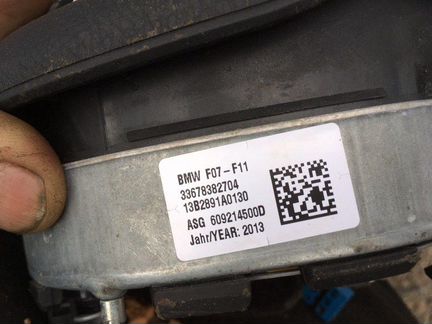 BMW F07-F11
33678382704
13B2891A0130
ASG 609214500D
Jahr/YEAR: 2013